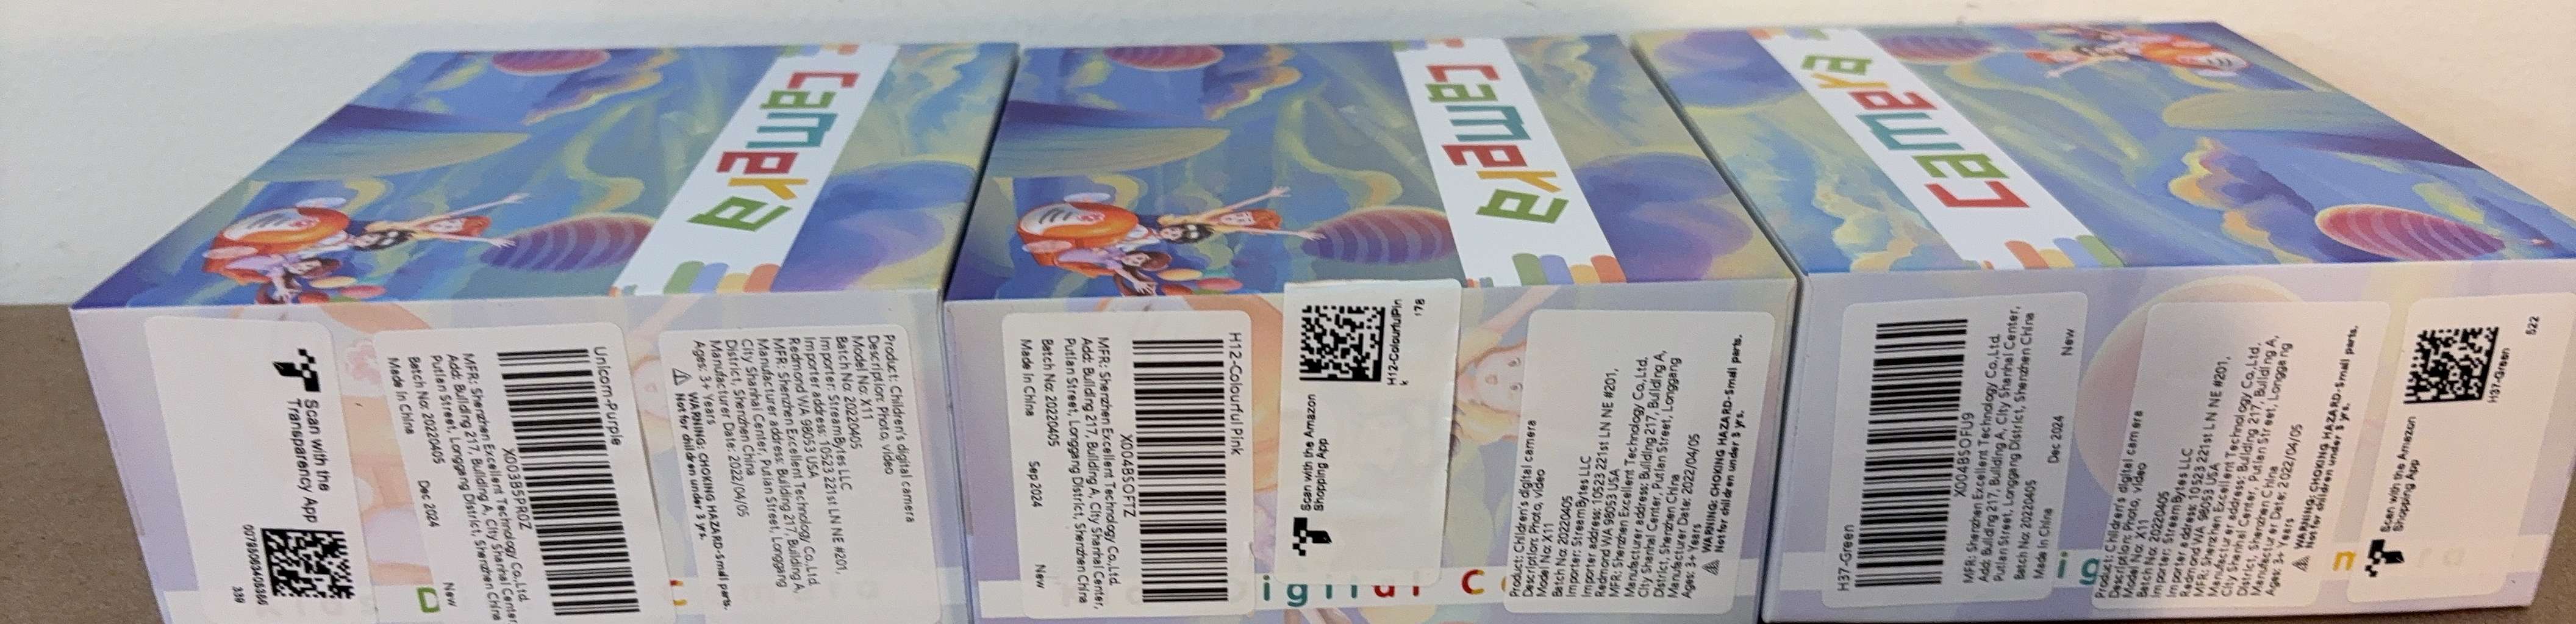 camera
Scan with the
Transparency App
339
MFR: Shenzhen Excellent Technology Co.,Ltd.
Add: Building 217, Building A, City Shanhai Center,
Putian Street, Longgang District, Shenzhen China
Batch No: 20220405 Dec 2024
Made In China New
X003B5PR0Z
Unicorn-Purple
Product: Children's digital camera
Description: Photo, video
Model No: X11
Batch No: 20220405
Importer: StreamBytes LLC
Importer address: 10523 221st LN NE #201,
Redmond WA 98053 USA
MFR: Shenzhen Excellent Technology Co.,Ltd.
Manufacturer address: Building 217, Building A,
City Shanhai Center, Putian Street, Longgang
District, Shenzhen China
Manufacturer Date: 2022/04/05
Ages: 3+ Years
WARNING: CHOKING HAZARD-Small parts.
Not for children under 3 yrs.
camera
H12-Colourful Pink
X004BSOFTZ
MFR: Shenzhen Excellent Technology Co.,Ltd.
Add: Building 217, Building A, City Shanhai Center,
Putian Street, Longgang District, Shenzhen China
Batch No: 20220405 Sep 2024
Made In China New
Scan with the Amazon
Shopping App
H12-ColourfulPin
k
178
igital C
Product: Children's digital camera
Description: Photo, video
Model No: X11
Batch No: 20220405
Importer: StreamBytes LLC
Importer address: 10523 221st LN NE #201,
Redmond WA 98053 USA
MFR: Shenzhen Excellent Technology Co.,Ltd.
Manufacturer address: Building 217, Building A,
City Shanhai Center, Putian Street, Longgang
District, Shenzhen China
Manufacturer Date: 2022/04/05
Ages: 3+ Years
WARNING: CHOKING HAZARD-Small parts.
Not for children under 3 yrs.
camera
H37-Green
X004BSOFU9
MFR: Shenzhen Excellent Technology Co.,Ltd.
Add: Building 217, Building A, City Shanhai Center,
Putian Street, Longgang District, Shenzhen China
Batch No: 20220405 Dec 2024
Made In China New
ig
Product: Children's digital camera
Description: Photo, video
Model No: X11
Batch No: 20220405
Importer: StreamBytes LLC
Importer address: 10523 221st LN NE #201,
Redmond WA 98053 USA
MFR: Shenzhen Excellent Technology Co.,Ltd.
Manufacturer address: Building 217, Building A,
City Shanhai Center, Putian Street, Longgang
District, Shenzhen China
Manufacturer Date: 2022/04/05
Ages: 3+ Years
WARNING: CHOKING HAZARD-Small parts.
Not for children under 3 yrs.
Scan with the Amazon
Shopping App
H37-Green
522